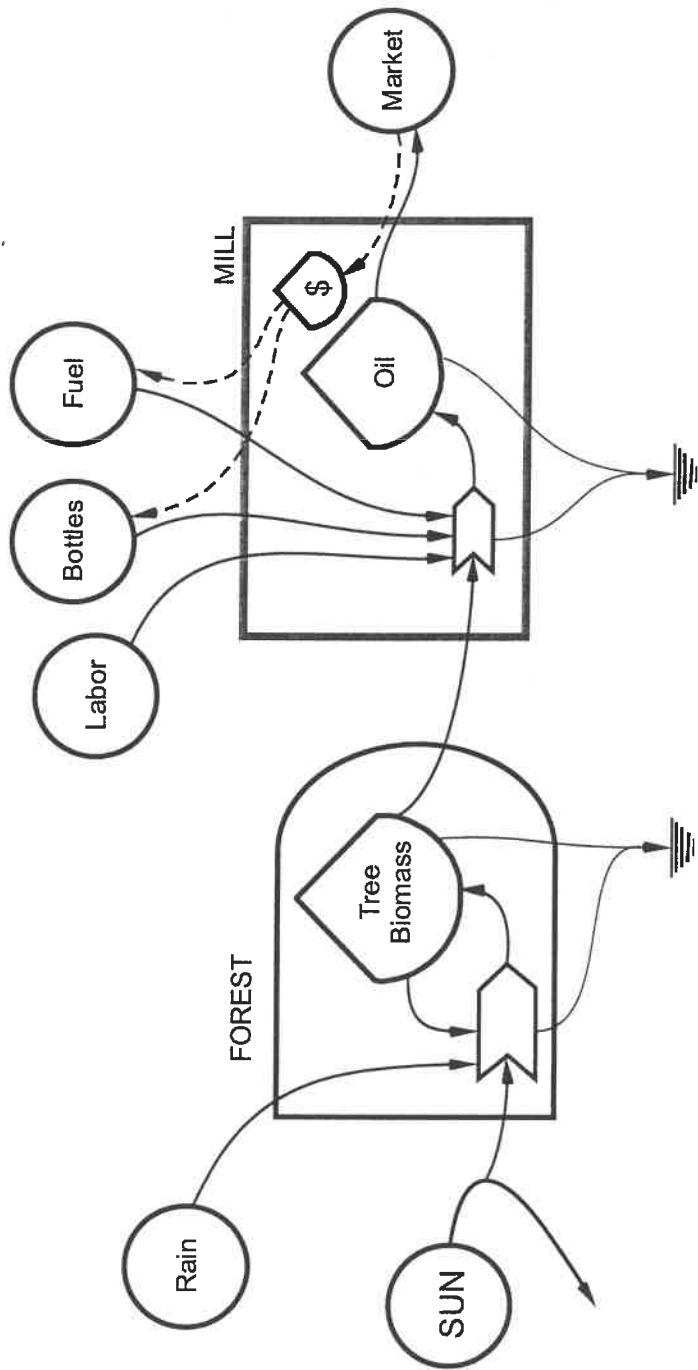 Rain
SUN
FOREST
Tree
Biomass
Labor
Bottles
Fuel
MILL
$
Oil
Market